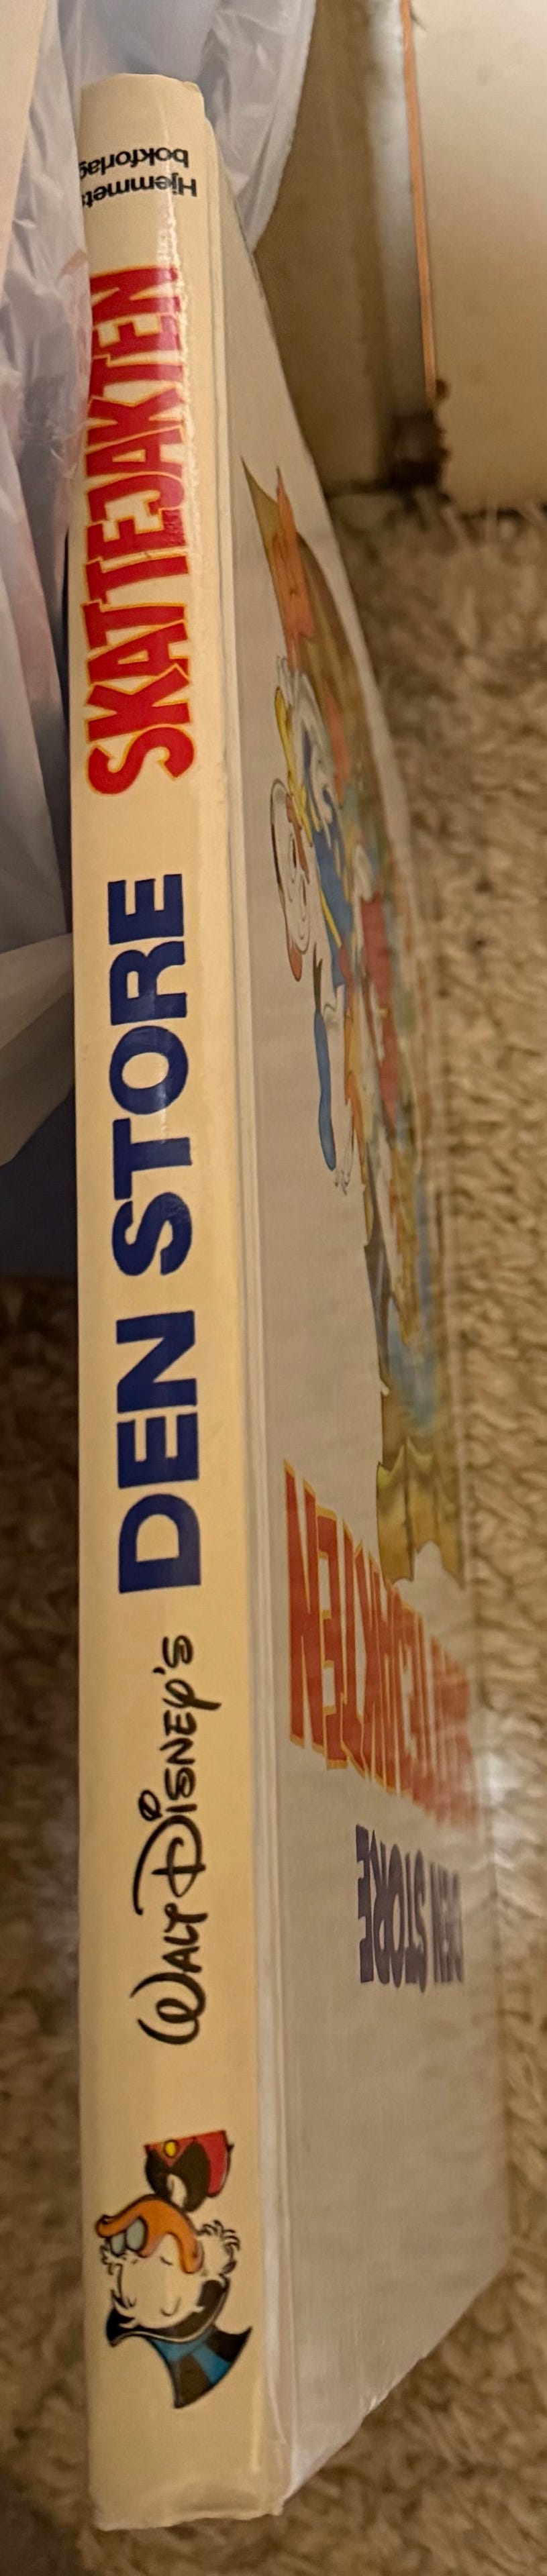 WALT DISNEY'S DEN STORE SKATTEJAKTEN
Hjemmets
bokforlag
DEN STORE
SKATTEJAKTEN